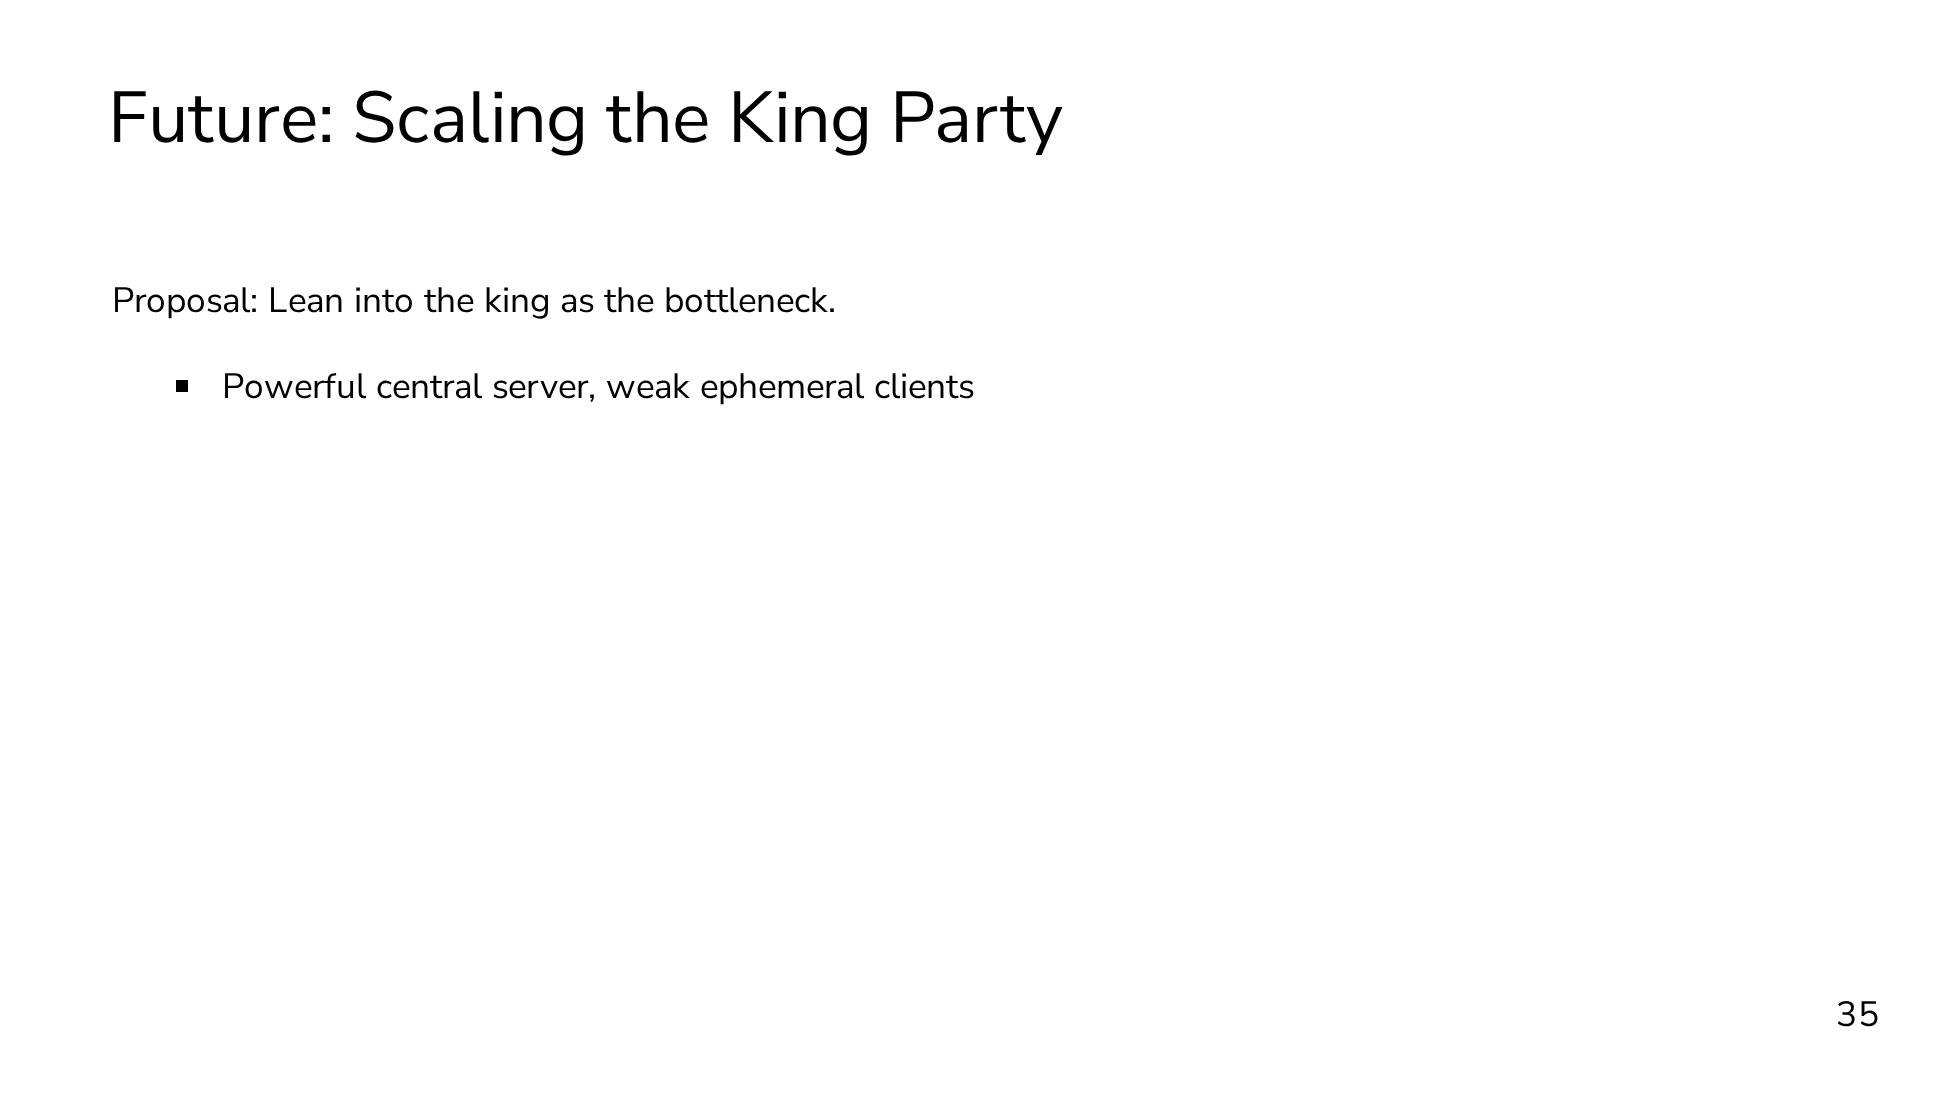 Future: Scaling the King Party
Proposal: Lean into the king as the bottleneck.
▪ Powerful central server, weak ephemeral clients
35